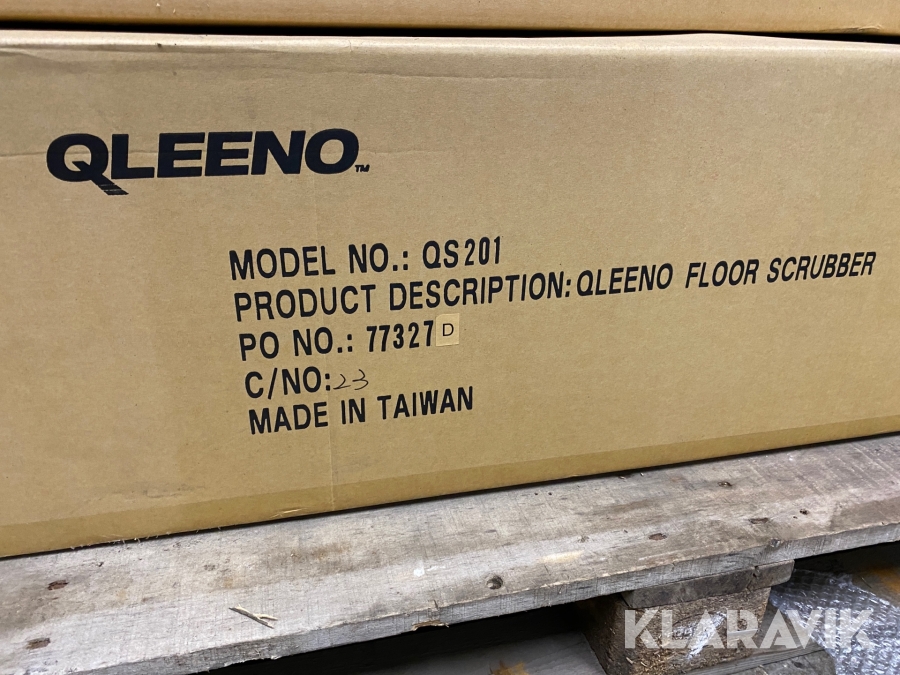 QLEENO™
MODEL NO.: QS201
PRODUCT DESCRIPTION: QLEENO FLOOR SCRUBBER
PO NO.: 77327 D
C/NO: 23
MADE IN TAIWAN
KLARAVIK